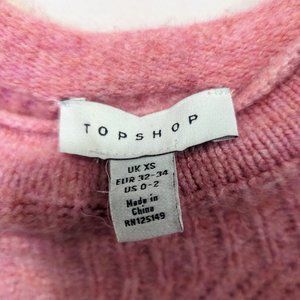 TOPSHOP
UK XS
EUR 32-34
US 0-2
Made in
China
RN125149